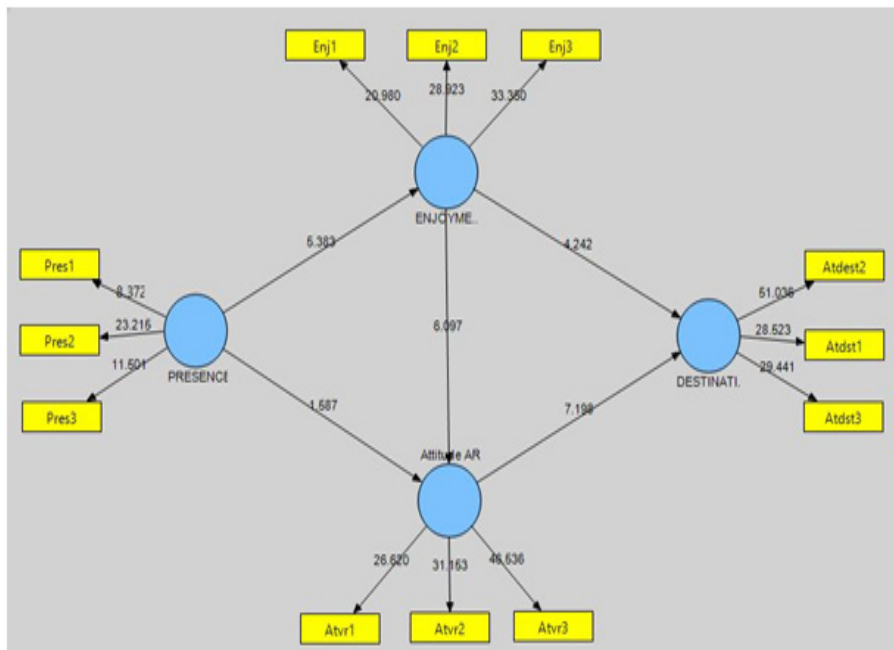 Enj1
Enj2
Enj3
20.980
28.923
33.380
ENJOYME..
5.383
4.242
Pres1
8.372
Pres2
23.216
Pres3
11.501
PRESENCE
6.097
Atdest2
51.036
Atdst1
28.523
Atdst3
29.441
DESTINATI.
1.587
7.198
Attitude AR
26.620
31.163
46.636
Atvr1
Atvr2
Atvr3